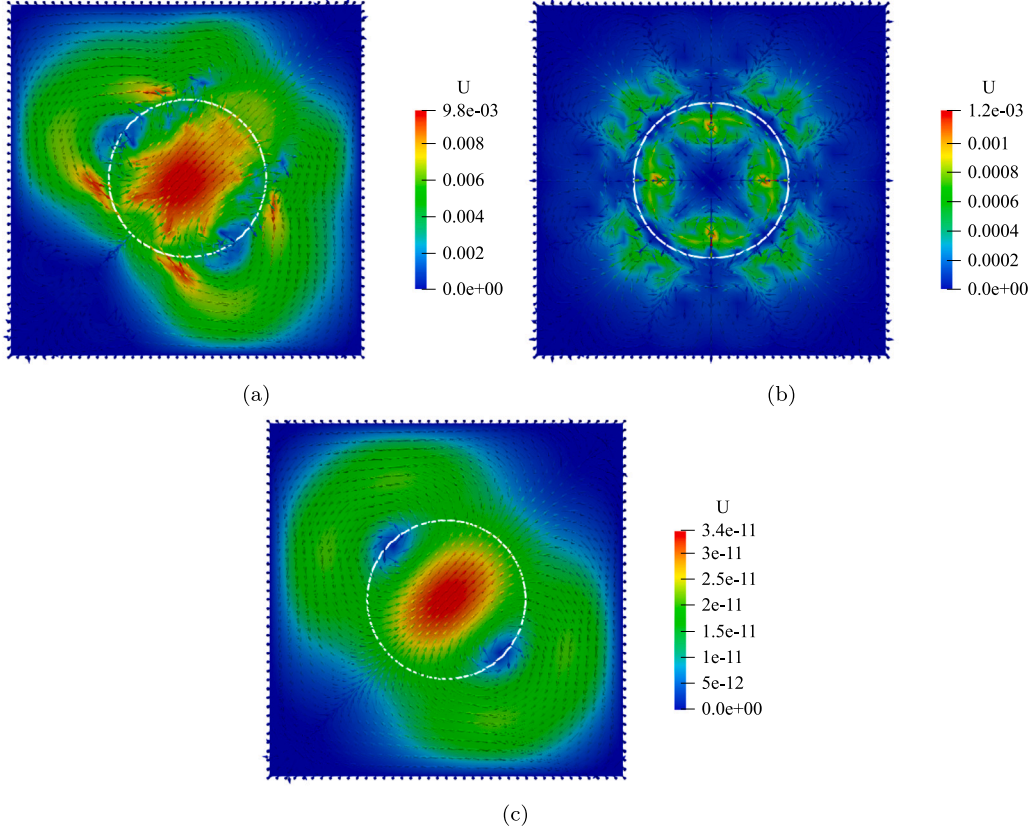 U
9.8e-03
0.008
0.006
0.004
0.002
0.0e+00
(a)
U
1.2e-03
0.001
0.0008
0.0006
0.0004
0.0002
0.0e+00
(b)
U
3.4e-11
3e-11
2.5e-11
2e-11
1.5e-11
1e-11
5e-12
0.0e+00
(c)